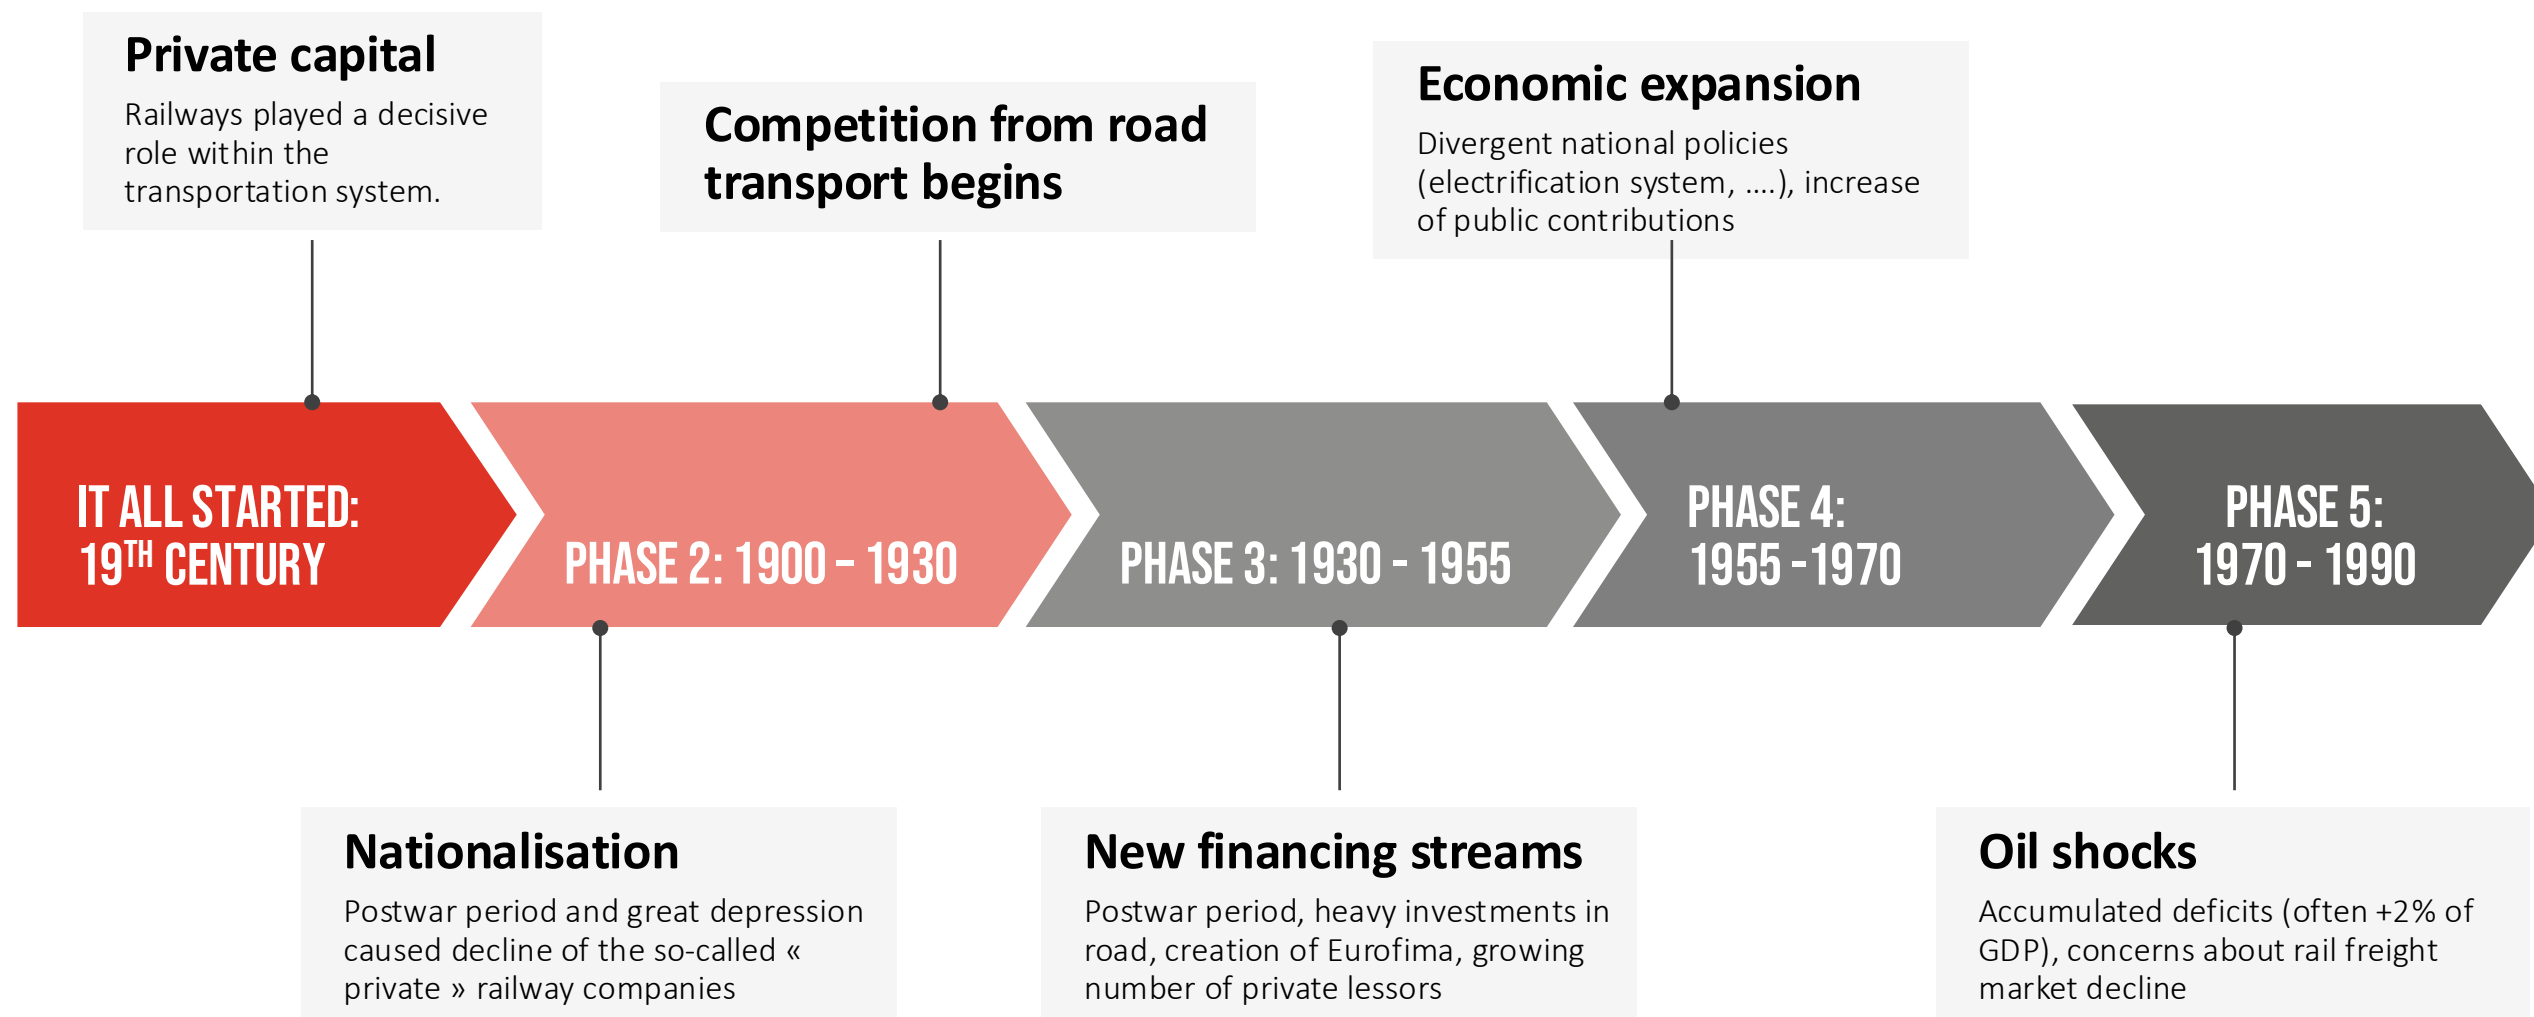 Private capital
Railways played a decisive
role within the
transportation system.
Competition from road
transport begins
Economic expansion
Divergent national policies
(electrification system, ....), increase
of public contributions
IT ALL STARTED:
19TH CENTURY
PHASE 2: 1900 – 1930
PHASE 3: 1930 - 1955
PHASE 4:
1955 -1970
PHASE 5:
1970 - 1990
Nationalisation
Postwar period and great depression
caused decline of the so-called «
private » railway companies
New financing streams
Postwar period, heavy investments in
road, creation of Eurofima, growing
number of private lessors
Oil shocks
Accumulated deficits (often +2% of
GDP), concerns about rail freight
market decline